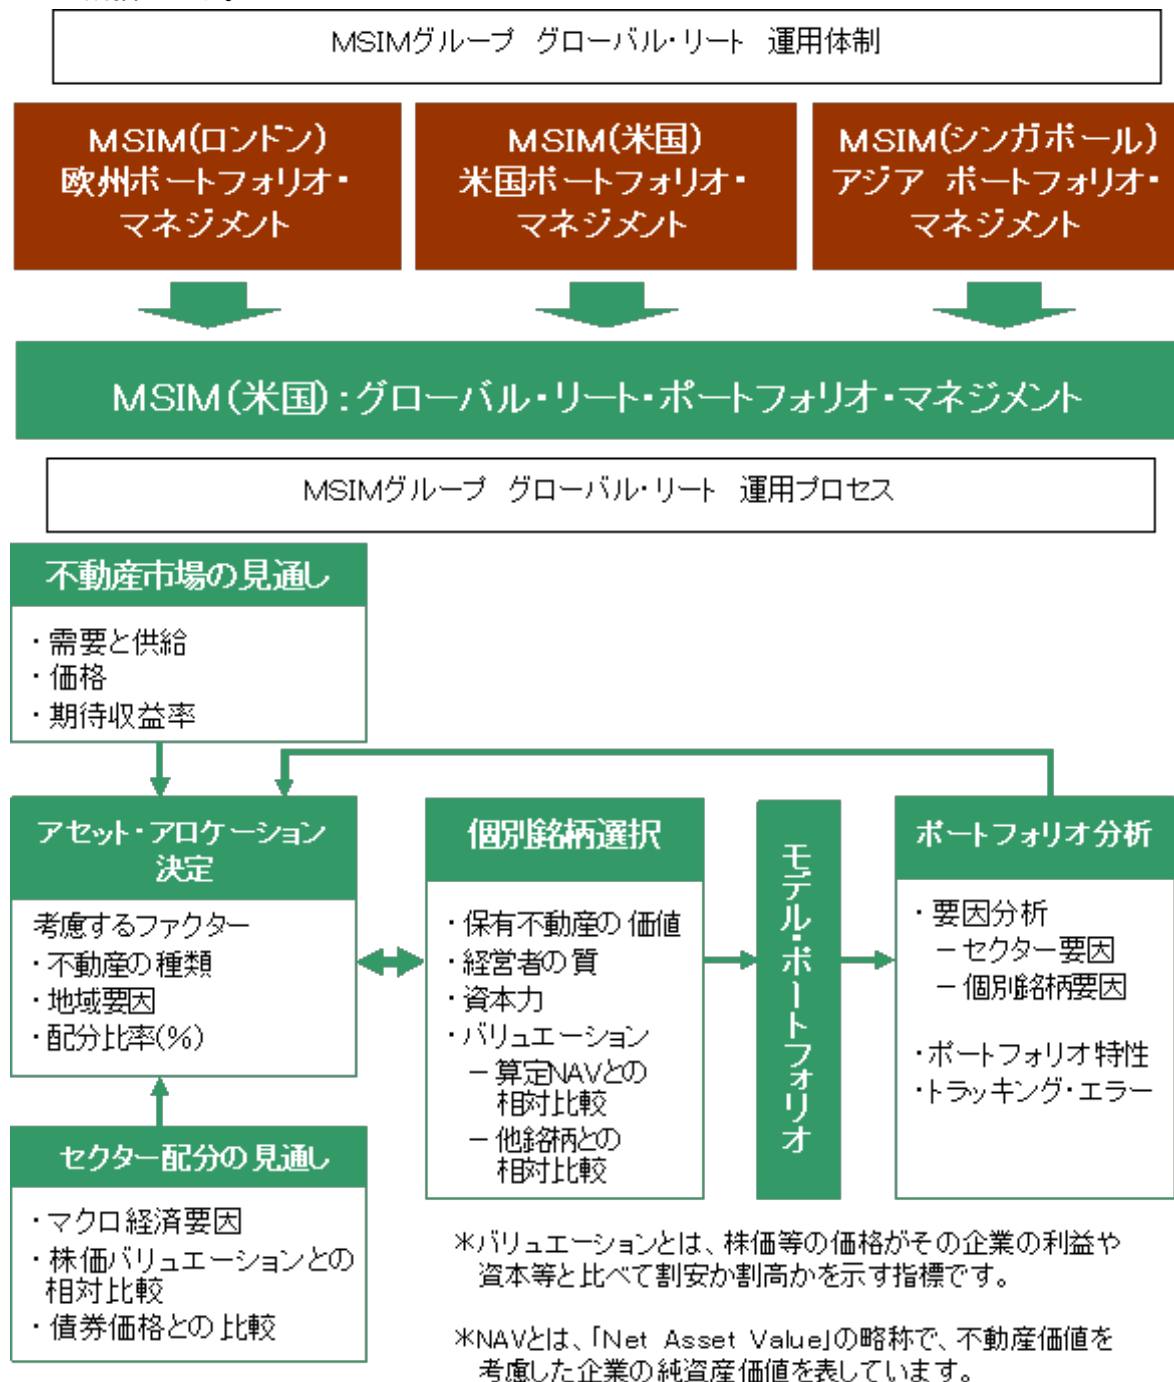 MSIMグループ グローバル・リート 運用体制
MSIM(ロンドン)
欧州ポートフォリオ・
マネジメント
MSIM(米国)
米国ポートフォリオ・
マネジメント
MSIM(シンガポール)
アジア ポートフォリオ・
マネジメント
MSIM(米国):グローバル・リート・ポートフォリオ・マネジメント
MSIMグループ グローバル・リート 運用プロセス
不動産市場の見通し
・需要と供給
・価格
・期待収益率
アセット・アロケーション
決定
考慮するファクター
・不動産の種類
・地域要因
・配分比率(%)
セクター配分の見通し
・マクロ経済要因
・株価バリュエーションとの
相対比較
・債券価格との比較
個別銘柄選択
・保有不動産の価値
・経営者の質
・資本力
・バリュエーション
－算定NAVとの
相対比較
－他銘柄との
相対比較
モデル・ポートフォリオ
ポートフォリオ分析
・要因分析
－セクター要因
－個別銘柄要因
・ポートフォリオ特性
・トラッキング・エラー
※バリュエーションとは、株価等の価格がその企業の利益や
資本等と比べて割安か割高かを示す指標です。
※NAVとは、「Net Asset Value」の略称で、不動産価値を
考慮した企業の純資産価値を表しています。